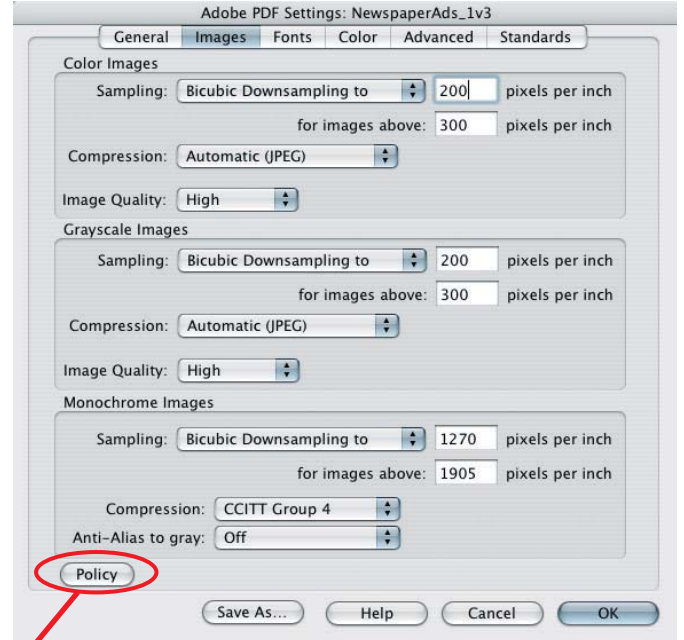 Adobe PDF Settings: NewspaperAds_1v3
General Images Fonts Color Advanced Standards
Color Images
Sampling: Bicubic Downsampling to 200 pixels per inch
for images above: 300 pixels per inch
Compression: Automatic (JPEG)
Image Quality: High
Grayscale Images
Sampling: Bicubic Downsampling to 200 pixels per inch
for images above: 300 pixels per inch
Compression: Automatic (JPEG)
Image Quality: High
Monochrome Images
Sampling: Bicubic Downsampling to 1270 pixels per inch
for images above: 1905 pixels per inch
Compression: CCITT Group 4
Anti-Alias to gray: Off
Policy
Save As... Help Cancel OK